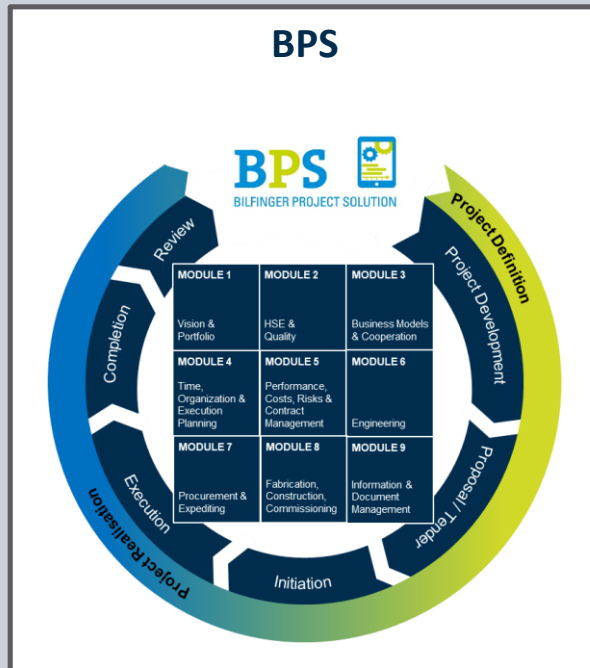 BPS
BPS
BILFINGER PROJECT SOLUTION
Project Definition
Project Development
Proposal / Tender
Initiation
Execution
Project Realisation
Completion
Review
MODULE 1
Vision &
Portfolio
MODULE 2
HSE &
Quality
MODULE 3
Business Models
& Cooperation
MODULE 4
Time,
Organization &
Execution
Planning
MODULE 5
Performance,
Costs, Risks &
Contract
Management
MODULE 6
Engineering
MODULE 7
Procurement &
Expediting
MODULE 8
Fabrication,
Construction,
Commissioning
MODULE 9
Information &
Document
Management